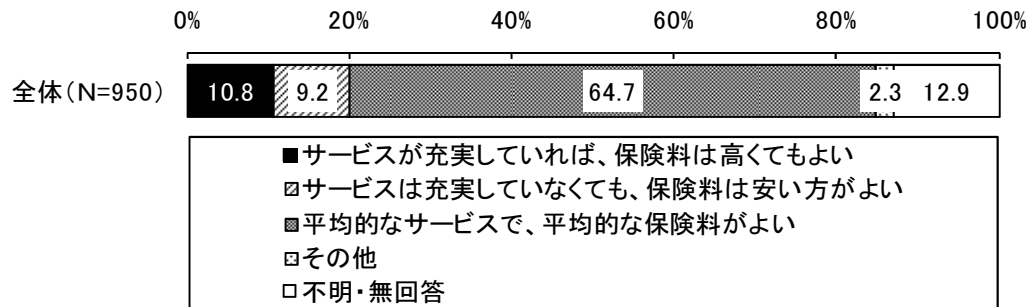 0% 20% 40% 60% 80% 100%
全体(N=950) 10.8 9.2 64.7 2.3 12.9
■サービスが充実していれば、保険料は高くてもよい
サービスは充実していなくても、保険料は安い方がよい
平均的なサービスで、平均的な保険料がよい
その他
□不明・無回答